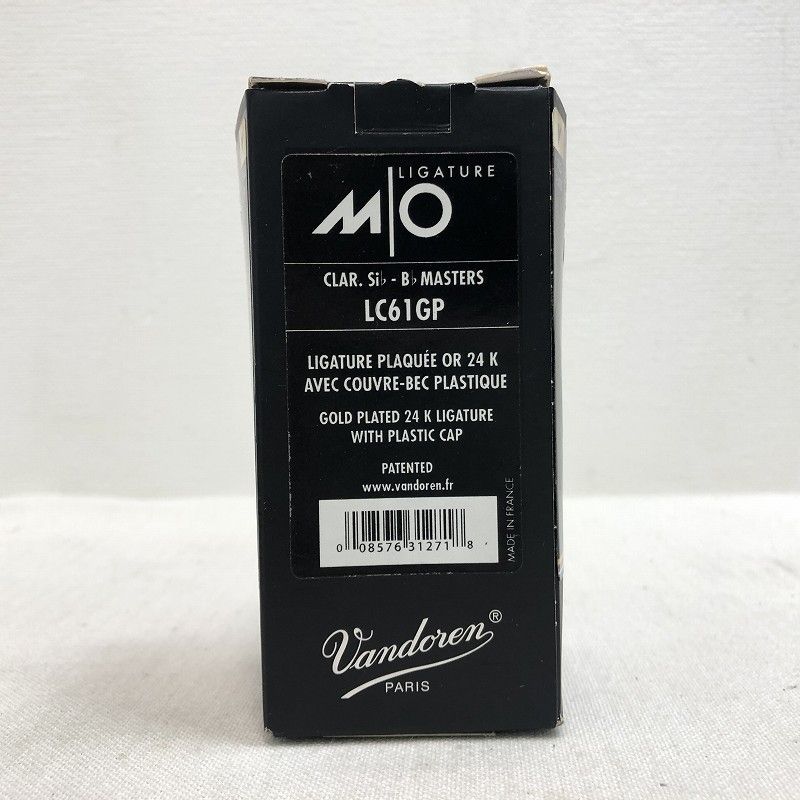 LIGATURE
M|O
CLAR. Si♭ - B♭ MASTERS
LC61GP
LIGATURE PLAQUÉE OR 24 K
AVEC COUVRE-BEC PLASTIQUE
GOLD PLATED 24 K LIGATURE
WITH PLASTIC CAP
PATENTED
www.vandoren.fr
0 08576 31271 8
MADE IN FRANCE
Vandoren®
PARIS